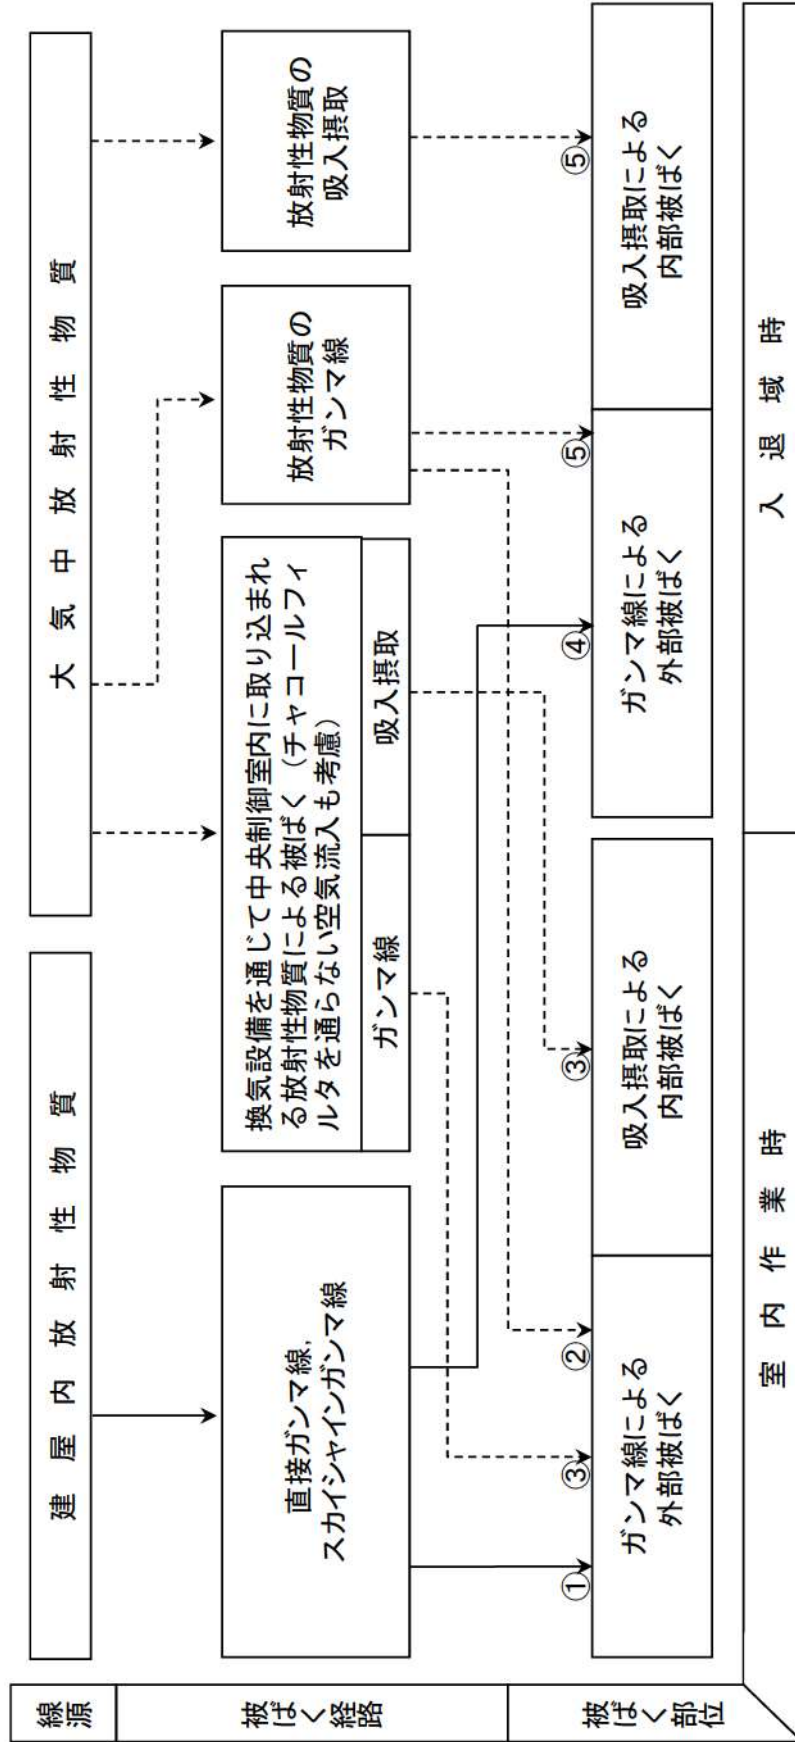 線源
建屋内放射性物質
大気中放射性物質
被ばく経路
直接ガンマ線,
スカイシャインガンマ線
換気設備を通じて中央制御室内に取り込まれ
る放射性物質による被ばく（チャコールフィ
ルタを通らない空気流入も考慮）
ガンマ線
吸入摂取
放射性物質の
ガンマ線
放射性物質の
吸入摂取
①
③
②
③
④
⑤
⑤
被ばく部位
ガンマ線による
外部被ばく
吸入摂取による
内部被ばく
ガンマ線による
外部被ばく
吸入摂取による
内部被ばく
室内作業時
入退域時